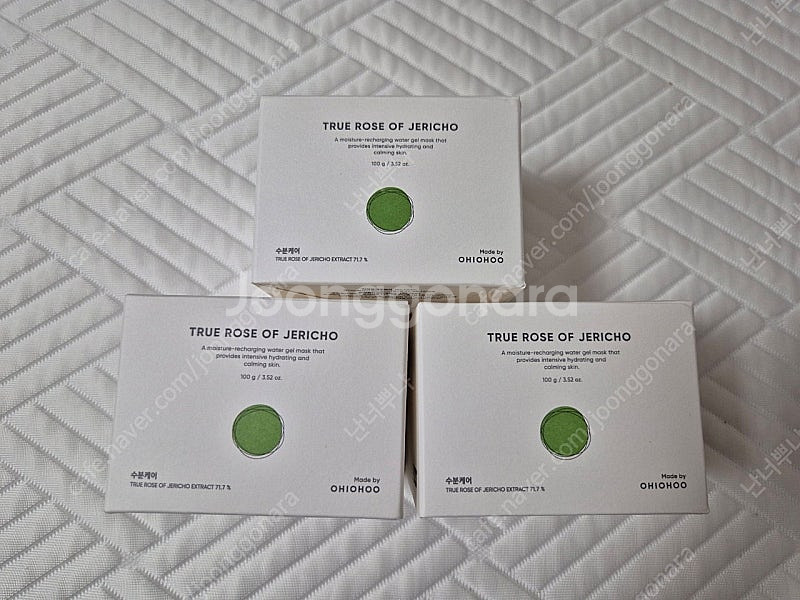 TRUE ROSE OF JERICHO
A moisture-recharging water gel mask that
provides intensive hydrating and
calming skin.
100 g / 3.52 oz.
수분케어
TRUE ROSE OF JERICHO EXTRACT 71.7 %
Made by
OHIOHOO
Joonggonara
TRUE ROSE OF JERICHO
A moisture-recharging water gel mask that
provides intensive hydrating and
calming skin.
100 g / 3.52 oz.
수분케어
TRUE ROSE OF JERICHO EXTRACT 71.7 %
Made by
OHIOHOO
TRUE ROSE OF JERICHO
A moisture-recharging water gel mask that
provides intensive hydrating and
calming skin.
100 g / 3.52 oz.
수분케어
TRUE ROSE OF JERICHO EXTRACT 71.7 %
Made by
OHIOHOO
cafe.naver.com/joonggonara